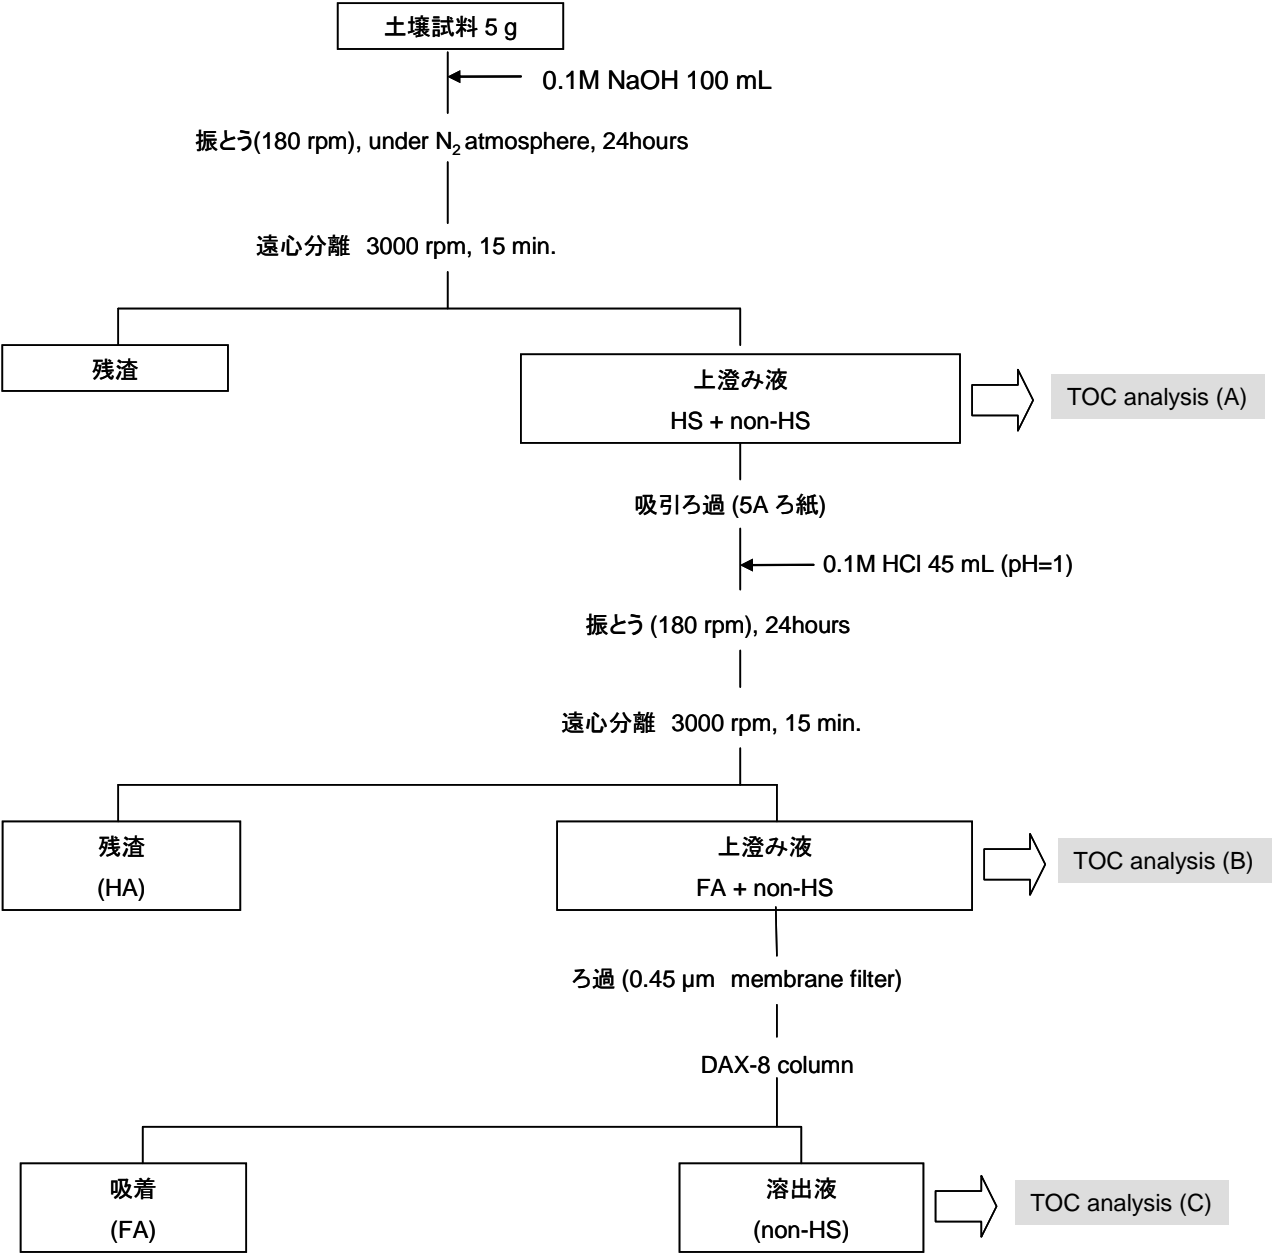 土壌試料 5 g
0.1M NaOH 100 mL
振とう(180 rpm), under N2 atmosphere, 24hours
遠心分離 3000 rpm, 15 min.
残渣
上澄み液
HS + non-HS
TOC analysis (A)
吸引ろ過 (5A ろ紙)
0.1M HCl 45 mL (pH=1)
振とう (180 rpm), 24hours
遠心分離 3000 rpm, 15 min.
残渣
(HA)
上澄み液
FA + non-HS
TOC analysis (B)
ろ過 (0.45 μm membrane filter)
DAX-8 column
吸着
(FA)
溶出液
(non-HS)
TOC analysis (C)